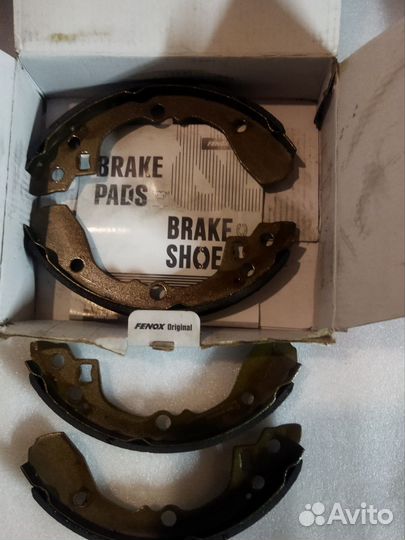 BRAKE
PADS
BRAKE
SHOE
FENOX Original
Avito